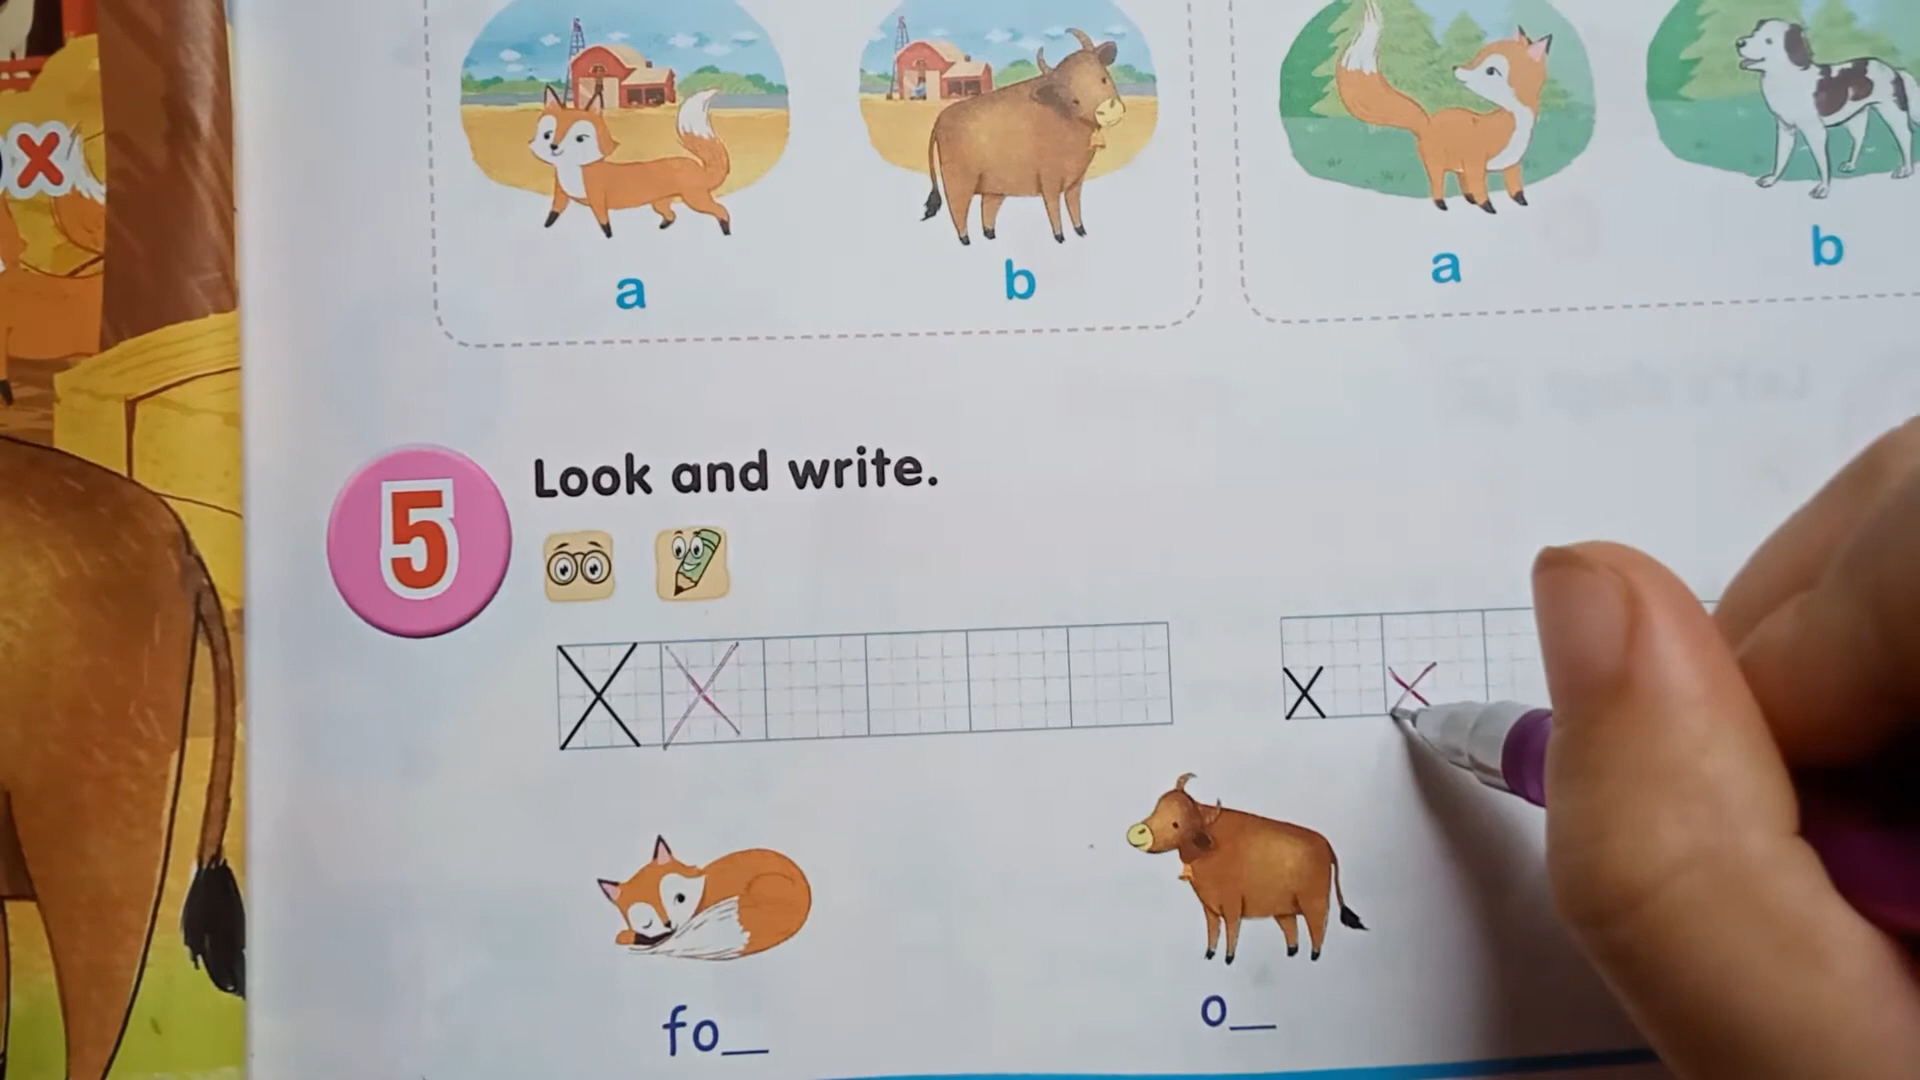 x
a b a b
5 Look and write.
X X x x
fo_ o_